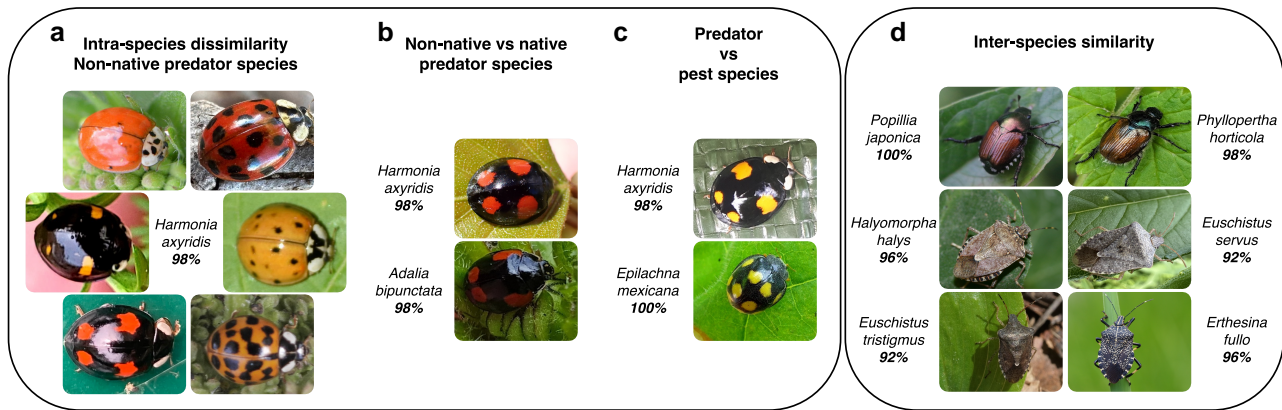 a
Intra-species dissimilarity
Non-native predator species
Harmonia
axyridis
98%
b
Non-native vs native
predator species
Harmonia
axyridis
98%
Adalia
bipunctata
98%
c
Predator
vs
pest species
Harmonia
axyridis
98%
Epilachna
mexicana
100%
d
Inter-species similarity
Popillia
japonica
100%
Phyllopertha
horticola
98%
Halyomorpha
halys
96%
Euschistus
servus
92%
Euschistus
tristigmus
92%
Erthesina
fullo
96%